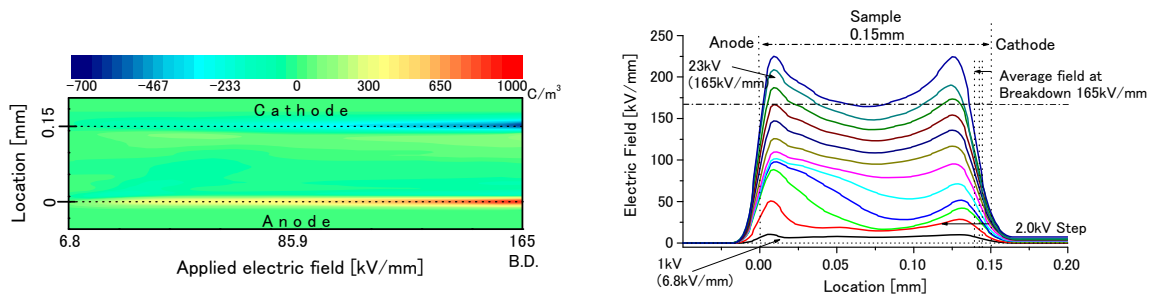 -700 -467 -233 0 300 650 1000
C/m³
Cathode
Anode
0.15
0
Location [mm]
6.8 85.9 165
B.D.
Applied electric field [kV/mm]
Sample
0.15mm
Anode
Cathode
23kV
(165kV/mm)
Average field at
Breakdown 165kV/mm
2.0kV Step
1kV
(6.8kV/mm)
250
200
150
100
50
0
Electric Field [kV/mm]
0.00 0.05 0.10 0.15 0.20
Location [mm]